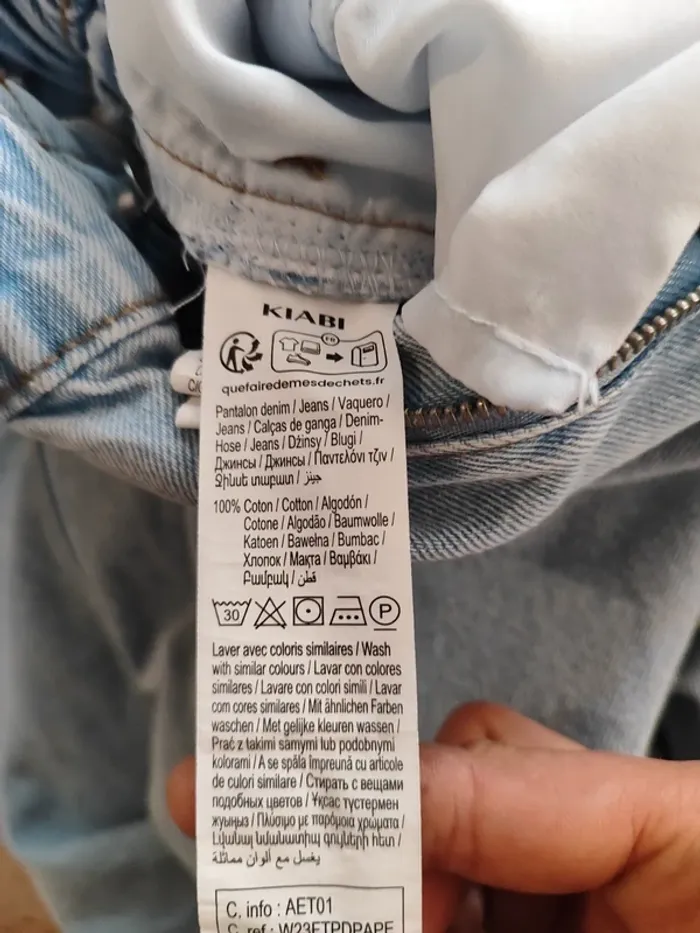 KIABI
FR
quefairedemesdechets.fr
Pantalon denim / Jeans / Vaquero /
Jeans / Calças de ganga / Denim-
Hose / Jeans / Dżinsy / Blugi /
Джинсы / Джинсы / Παντελόνι τζιν /
Ջինսե տաբատ / جينز
100% Coton / Cotton / Algodón /
Cotone / Algodão / Baumwolle /
Katoen / Bawełna / Bumbac /
Хлопок / Мақта / Βαμβάκι /
Բամբակ / قطن
30 P
Laver avec coloris similaires / Wash
with similar colours / Lavar con colores
similares / Lavare con colori simili / Lavar
com cores similares / Mit ähnlichen Farben
waschen / Met gelijke kleuren wassen /
Prać z takimi samymi lub podobnymi
kolorami / A se spăla împreună cu articole
de culori similare / Стирать с вещами
подобных цветов / Ұқсас түстермен
жуыңыз / Πλύσιμο με παρόμοια χρώματα /
Լվանալ նմանատիպ գույների հետ /
يغسل مع ألوان مماثلة
C. info : AET01
C. ref : W23FTPDPAPE